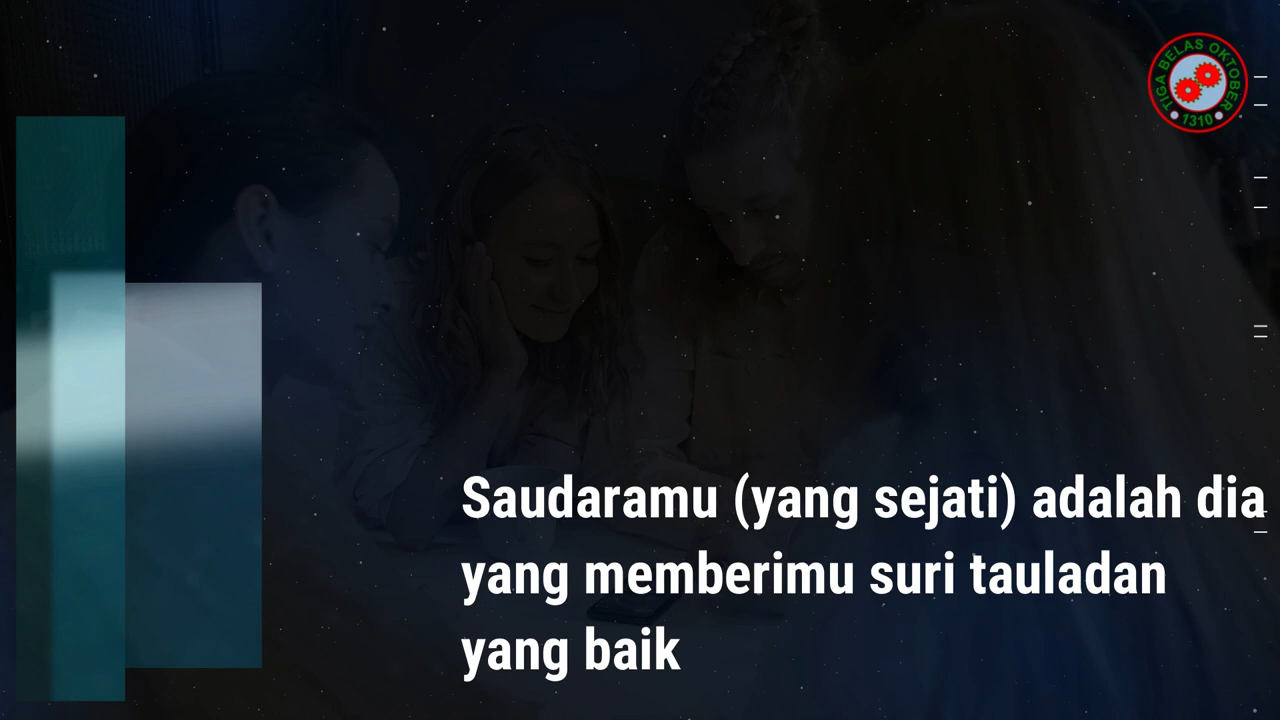 TIGA BELAS OKTOBER
1310
Saudaramu (yang sejati) adalah dia
yang memberimu suri tauladan
yang baik